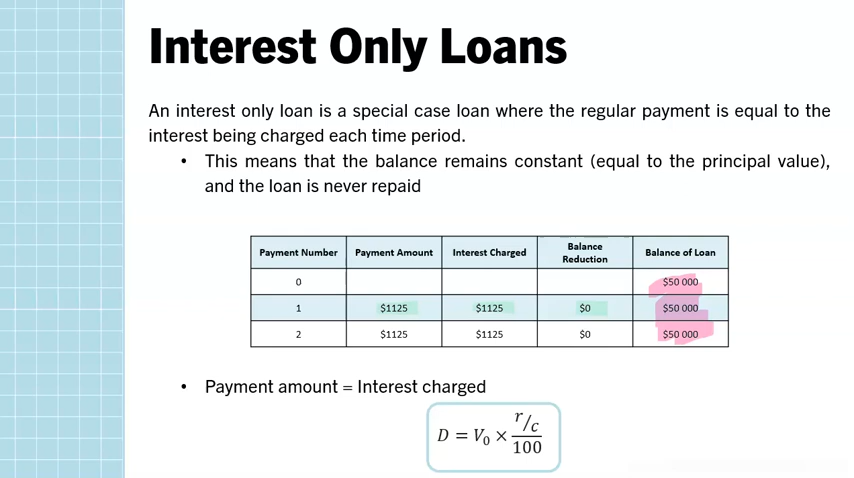 Interest Only Loans
An interest only loan is a special case loan where the regular payment is equal to the
interest being charged each time period.
• This means that the balance remains constant (equal to the principal value),
and the loan is never repaid
Payment Number Payment Amount Interest Charged Balance Reduction Balance of Loan
0 $50 000
1 $1125 $1125 $0 $50 000
2 $1125 $1125 $0 $50 000
• Payment amount = Interest charged
D = V₀ × (r/c)/100